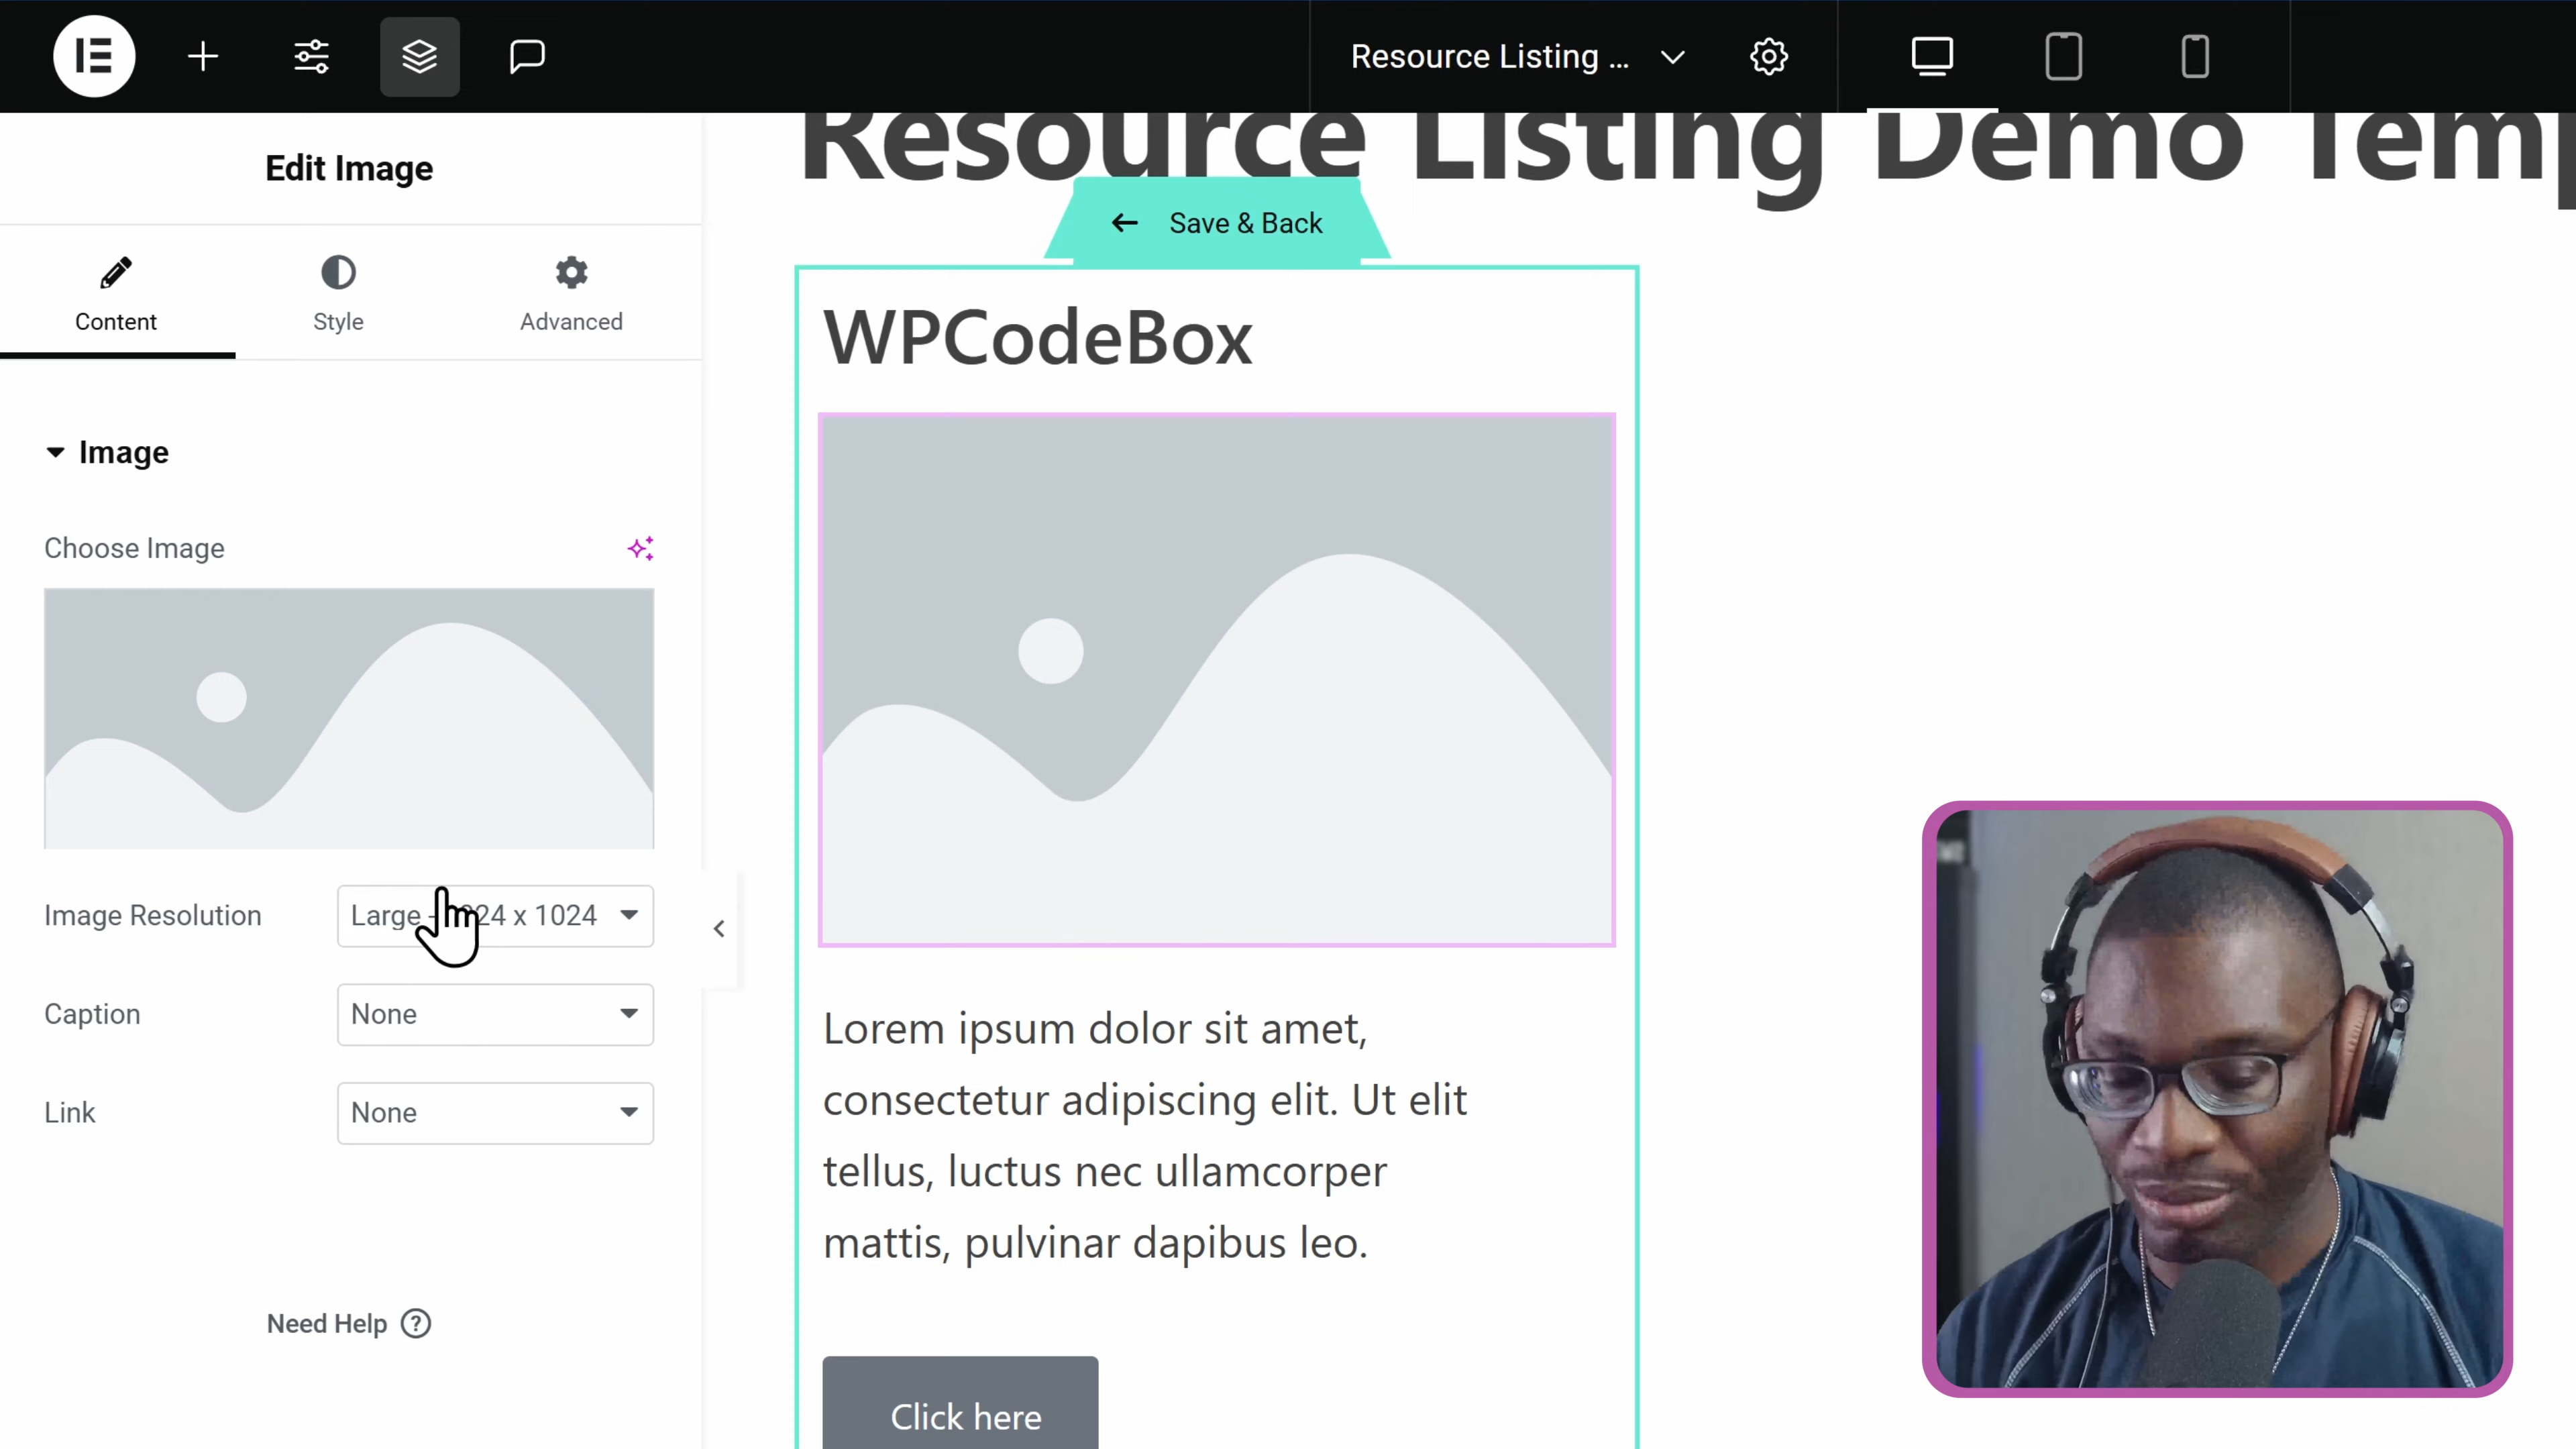 Resource Listing ...
Resource Listing Demo Temp
Edit Image
Save & Back
Content
Style
Advanced
WPCodeBox
Image
Choose Image
Image Resolution
Large - 1024 x 1024
Caption
None
Link
None
Need Help ?
Lorem ipsum dolor sit amet,
consectetur adipiscing elit. Ut elit
tellus, luctus nec ullamcorper
mattis, pulvinar dapibus leo.
Click here